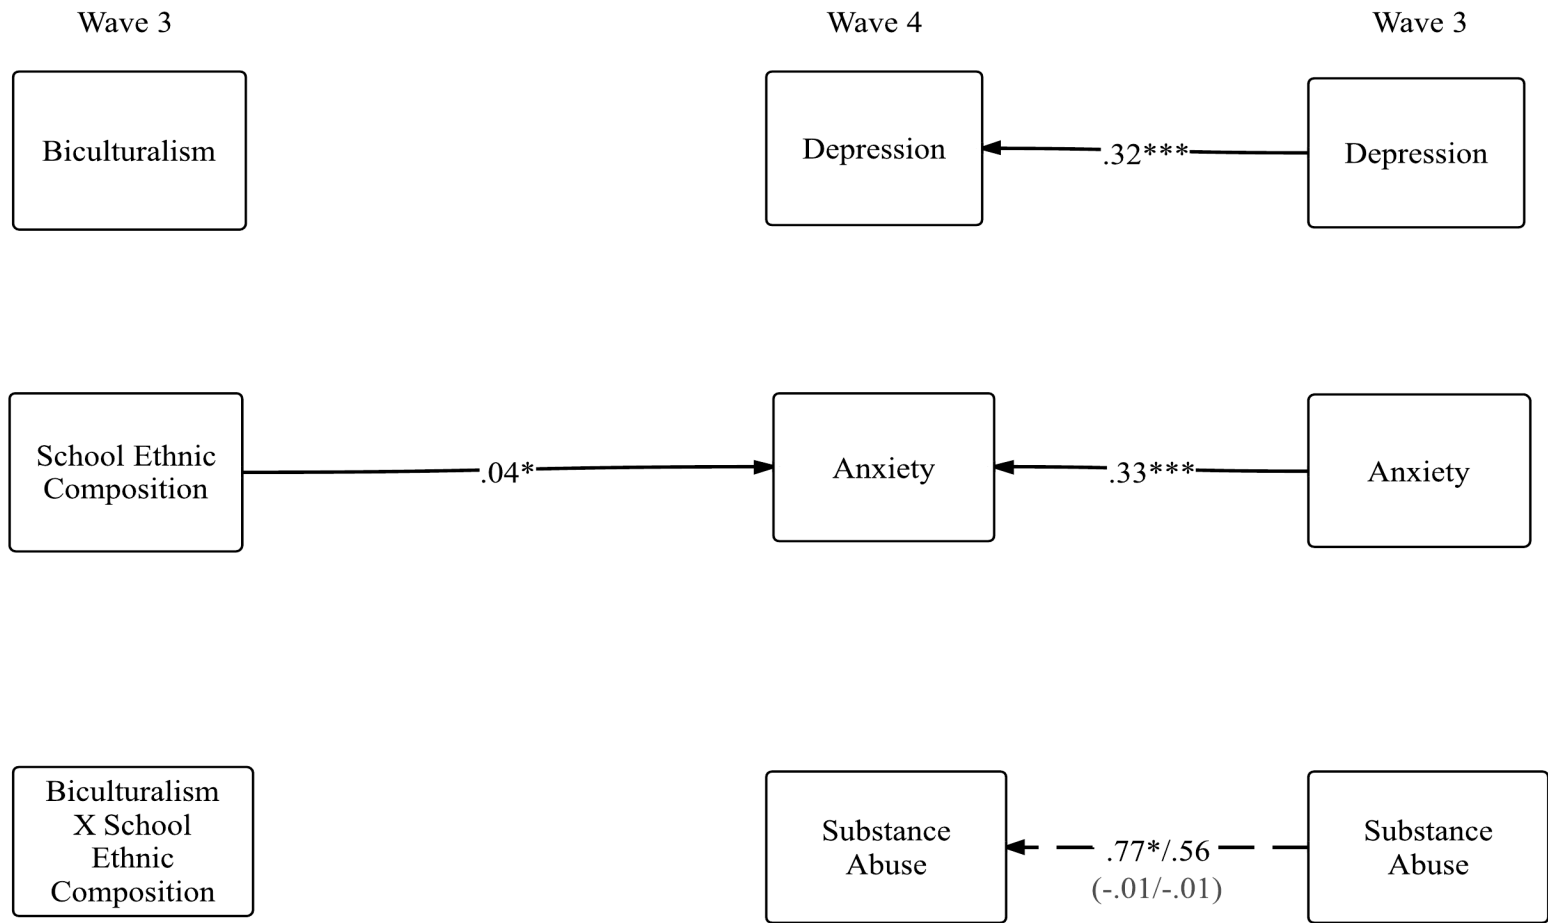 Wave 3
Wave 4
Wave 3
Biculturalism
Depression
.32***
Depression
School Ethnic
Composition
.04*
Anxiety
.33***
Anxiety
Biculturalism
X School
Ethnic
Composition
Substance
Abuse
.77*/.56
(-.01/-.01)
Substance
Abuse